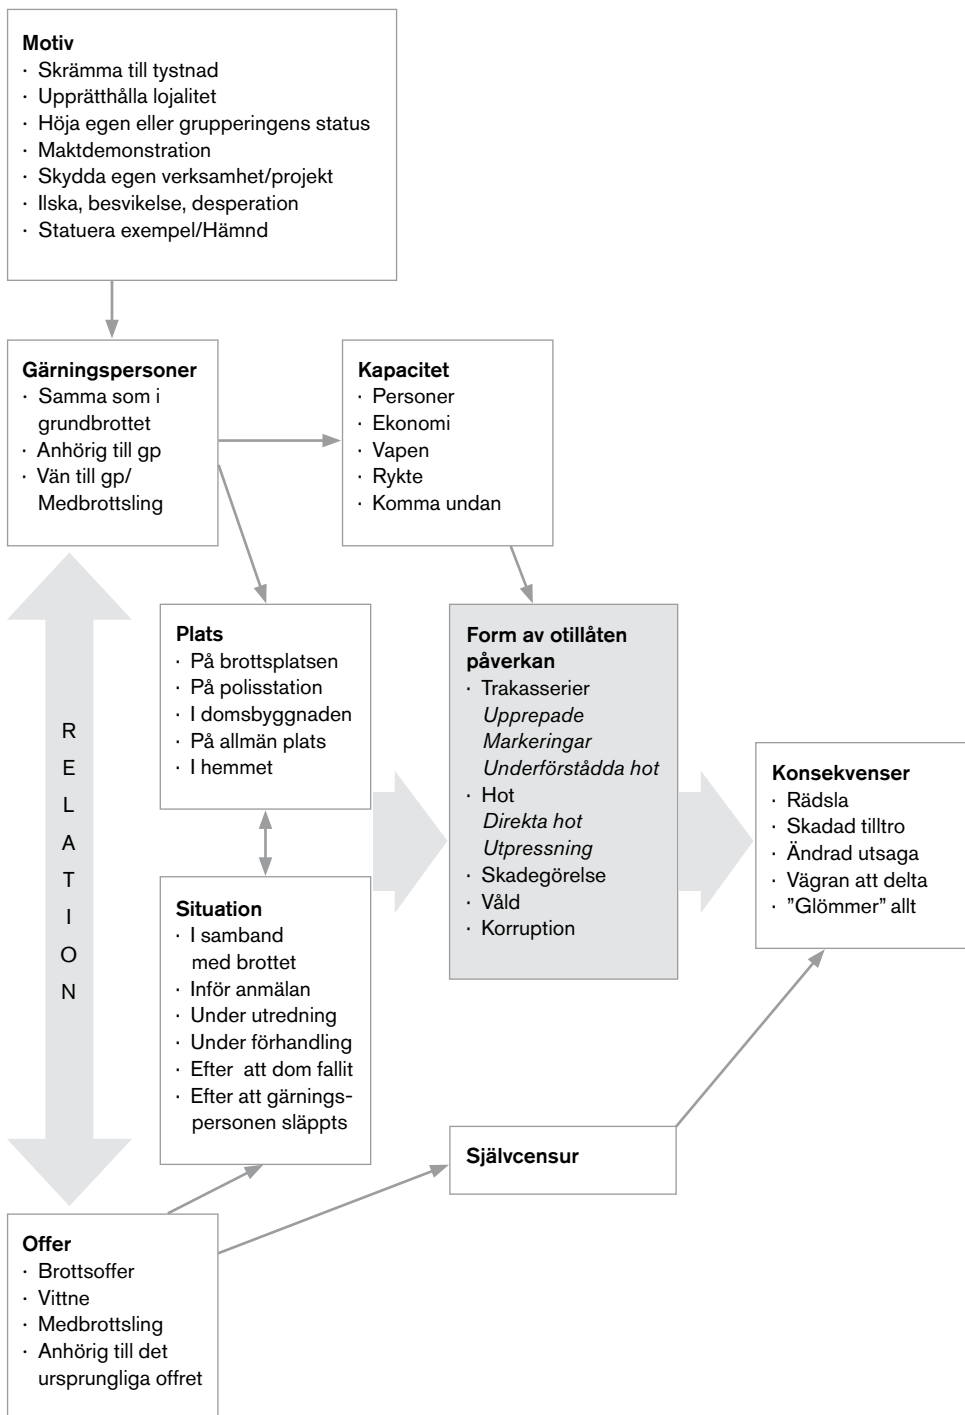 Motiv
· Skrämma till tystnad
· Upprätthålla lojalitet
· Höja egen eller grupperingens status
· Maktdemonstration
· Skydda egen verksamhet/projekt
· Ilska, besvikelse, desperation
· Statuera exempel/Hämnd
Gärningspersoner
· Samma som i
grundbrottet
· Anhörig till gp
· Vän till gp/
Medbrottsling
Kapacitet
· Personer
· Ekonomi
· Vapen
· Rykte
· Komma undan
RELATION
Plats
· På brottsplatsen
· På polisstation
· I domsbyggnaden
· På allmän plats
· I hemmet
Form av otillåten
påverkan
· Trakasserier
Upprepade
Markeringar
Underförstådda hot
· Hot
Direkta hot
Utpressning
· Skadegörelse
· Våld
· Korruption
Konsekvenser
· Rädsla
· Skadad tilltro
· Ändrad utsaga
· Vägran att delta
· ”Glömmer” allt
Situation
· I samband
med brottet
· Inför anmälan
· Under utredning
· Under förhandling
· Efter att dom fallit
· Efter att gärnings-
personen släppts
Självcensur
Offer
· Brottsoffer
· Vittne
· Medbrottsling
· Anhörig till det
ursprungliga offret